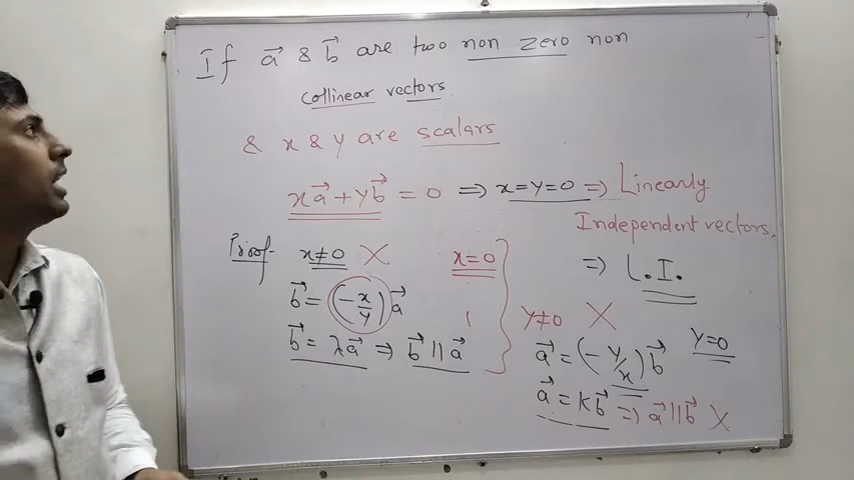 If a⃗ & b⃗ are two non zero non
collinear vectors
& x & y are scalars
xa⃗ + yb⃗ = 0 ⇒ x=y=0 ⇒ Linearly
Independent vectors.
⇒ L.I.
Proof- x≠0 ✗ x=0
b⃗ = (-x/y) a⃗
b⃗ = λa⃗ ⇒ b⃗ || a⃗
y≠0 ✗
a⃗ = (-y/x) b⃗ y=0
a⃗ = Kb⃗ ⇒ a⃗ || b⃗ ✗